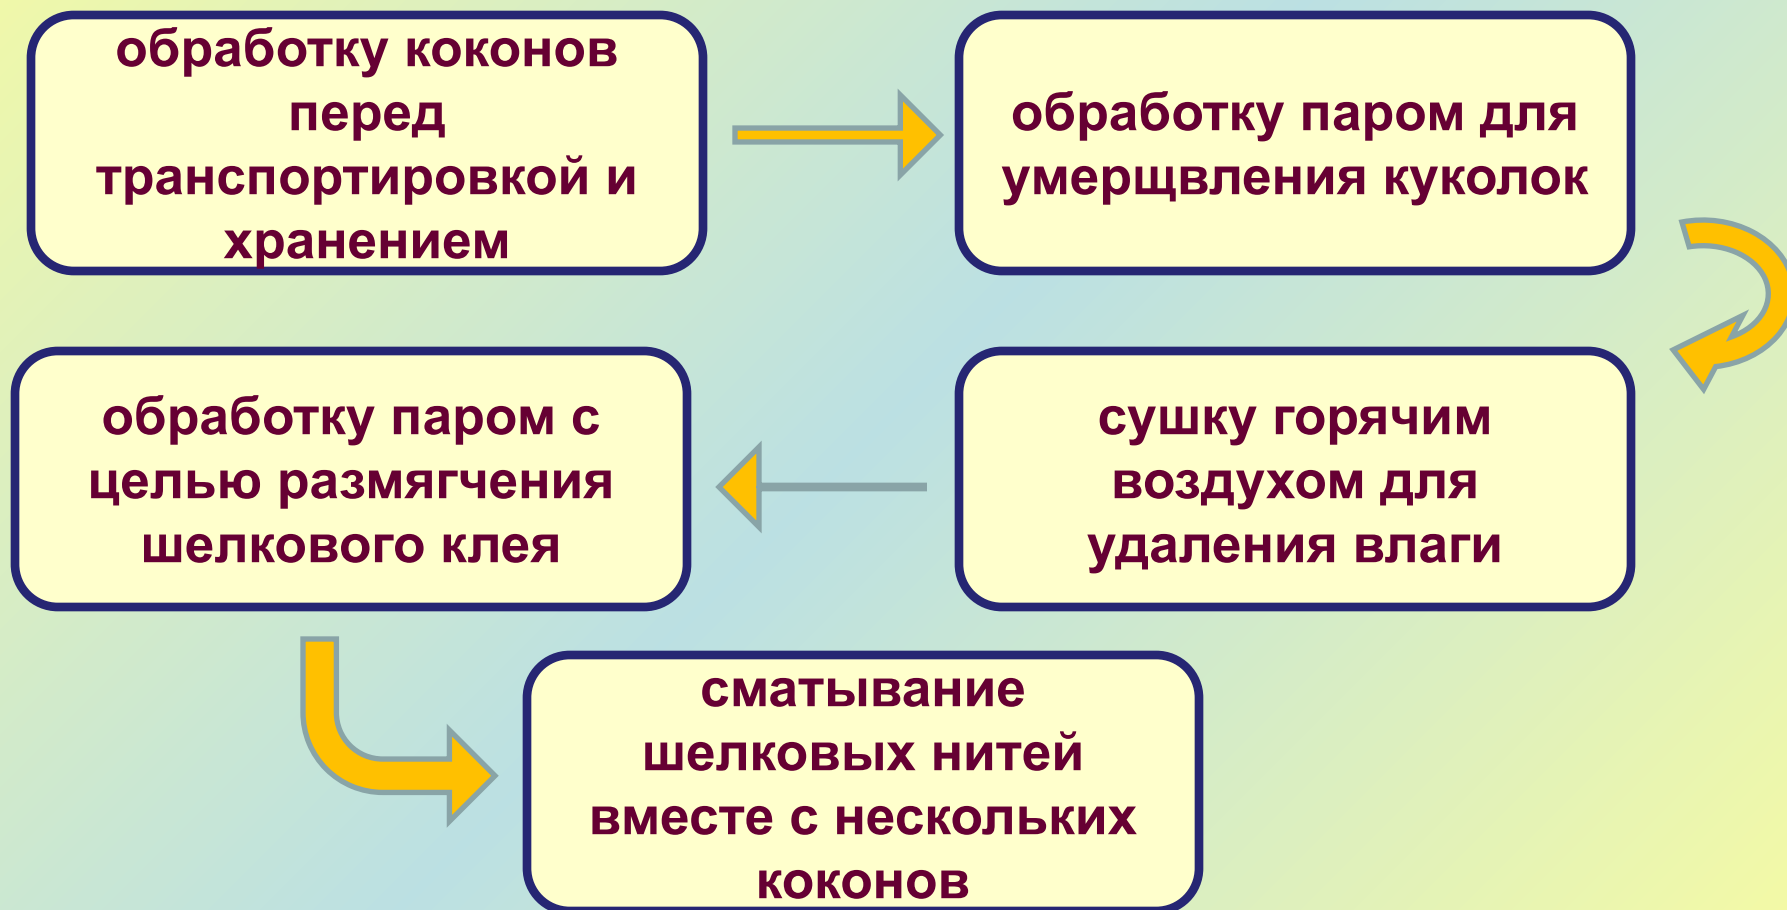 обработку коконов
перед
транспортировкой и
хранением
обработку паром для
умерщвления куколок
сушку горячим
воздухом для
удаления влаги
обработку паром с
целью размягчения
шелкового клея
сматывание
шелковых нитей
вместе с нескольких
коконов